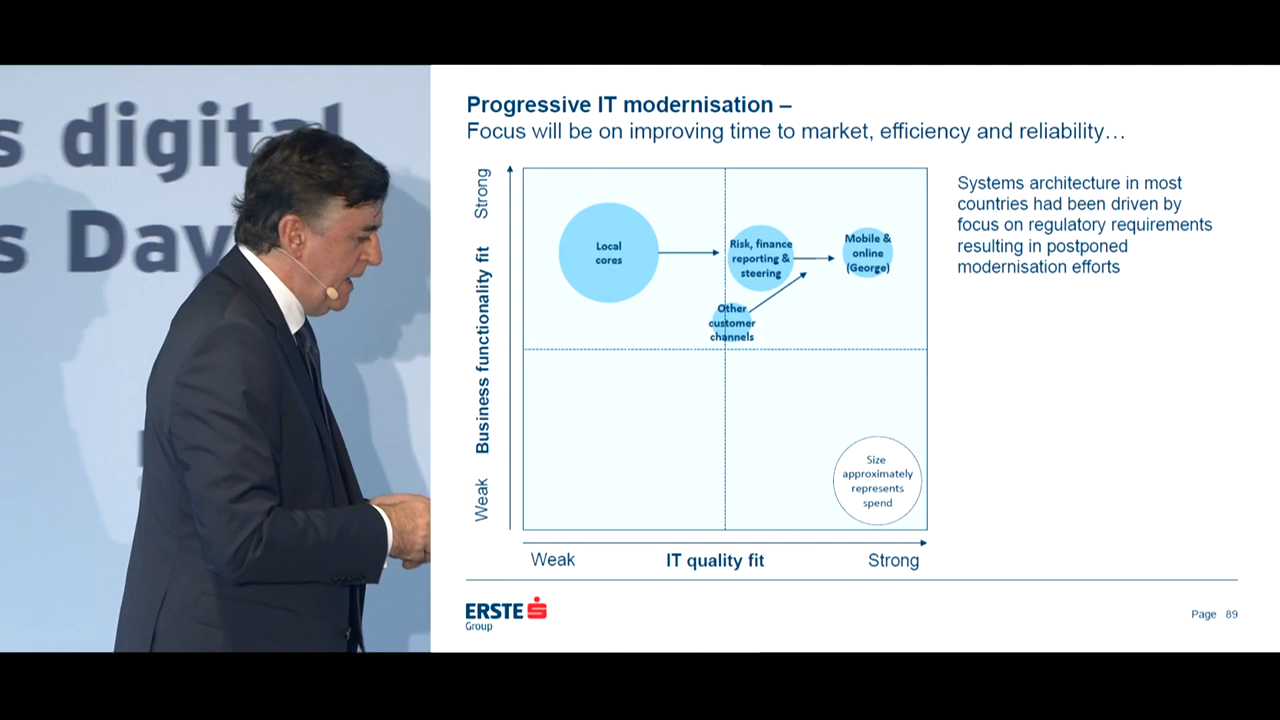 s digital
s Day
Progressive IT modernisation –
Focus will be on improving time to market, efficiency and reliability…
Strong
Business functionality fit
Weak
Local
cores
Risk, finance
reporting &
steering
Mobile &
online
(George)
Other
customer
channels
Size
approximately
represents
spend
Weak
IT quality fit
Strong
Systems architecture in most
countries had been driven by
focus on regulatory requirements
resulting in postponed
modernisation efforts
ERSTE
Group
Page 89